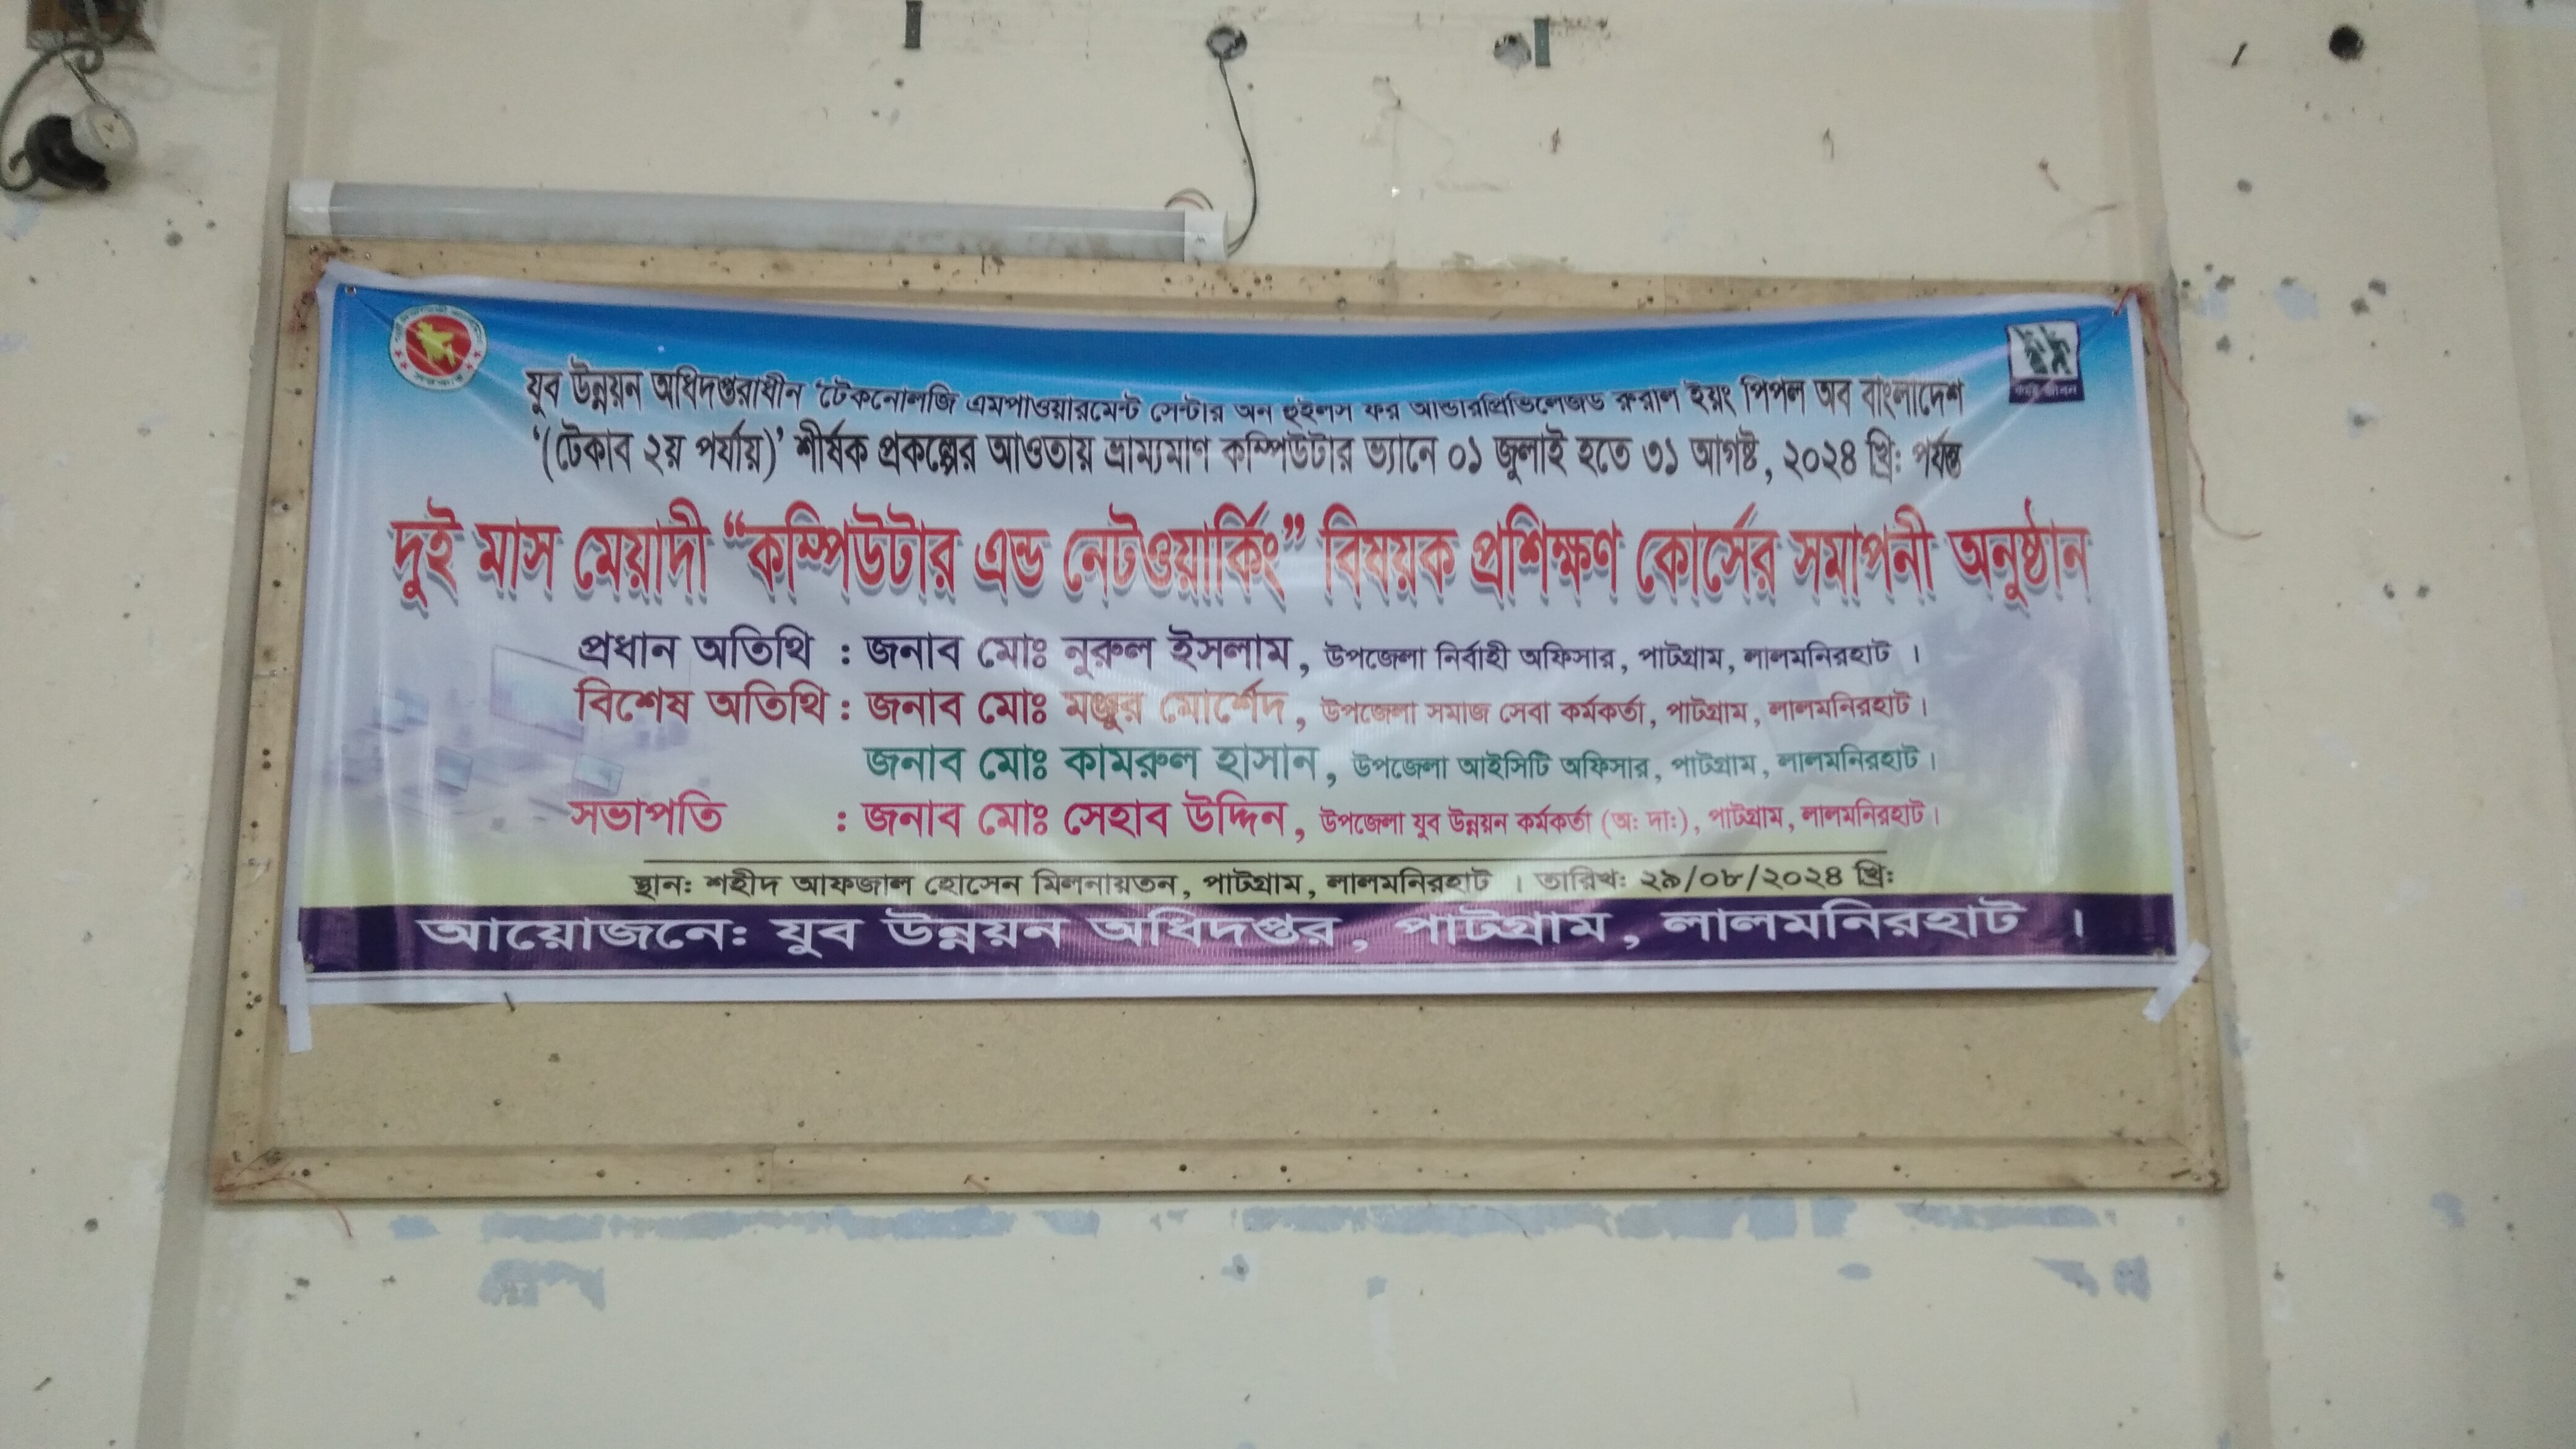 যুব উন্নয়ন অধিদপ্তরাধীন ‘টেকনোলজি এমপাওয়ারমেন্ট সেন্টার অন হুইলস ফর আন্ডারপ্রিভিলেজড রুরাল ইয়ং পিপল অব বাংলাদেশ
‘(টেকাব ২য় পর্যায়)’ শীর্ষক প্রকল্পের আওতায় ভ্রাম্যমাণ কম্পিউটার ভ্যানে ০১ জুলাই হতে ৩১ আগষ্ট, ২০২৪ খ্রি: পর্যন্ত
দুই মাস মেয়াদী “কম্পিউটার এন্ড নেটওয়ার্কিং” বিষয়ক প্রশিক্ষণ কোর্সের সমাপনী অনুষ্ঠান
প্রধান অতিথি : জনাব মোঃ নুরুল ইসলাম, উপজেলা নির্বাহী অফিসার, পাটগ্রাম, লালমনিরহাট ।
বিশেষ অতিথি : জনাব মোঃ মঞ্জুর মোর্শেদ, উপজেলা সমাজ সেবা কর্মকর্তা, পাটগ্রাম, লালমনিরহাট ।
জনাব মোঃ কামরুল হাসান, উপজেলা আইসিটি অফিসার, পাটগ্রাম, লালমনিরহাট ।
সভাপতি : জনাব মোঃ সেহাব উদ্দিন, উপজেলা যুব উন্নয়ন কর্মকর্তা (অ: দা:), পাটগ্রাম, লালমনিরহাট ।
স্থান: শহীদ আফজাল হোসেন মিলনায়তন, পাটগ্রাম, লালমনিরহাট । তারিখ: ২৯/০৮/২০২৪ খ্রি:
আয়োজনে: যুব উন্নয়ন অধিদপ্তর, পাটগ্রাম, লালমনিরহাট ।